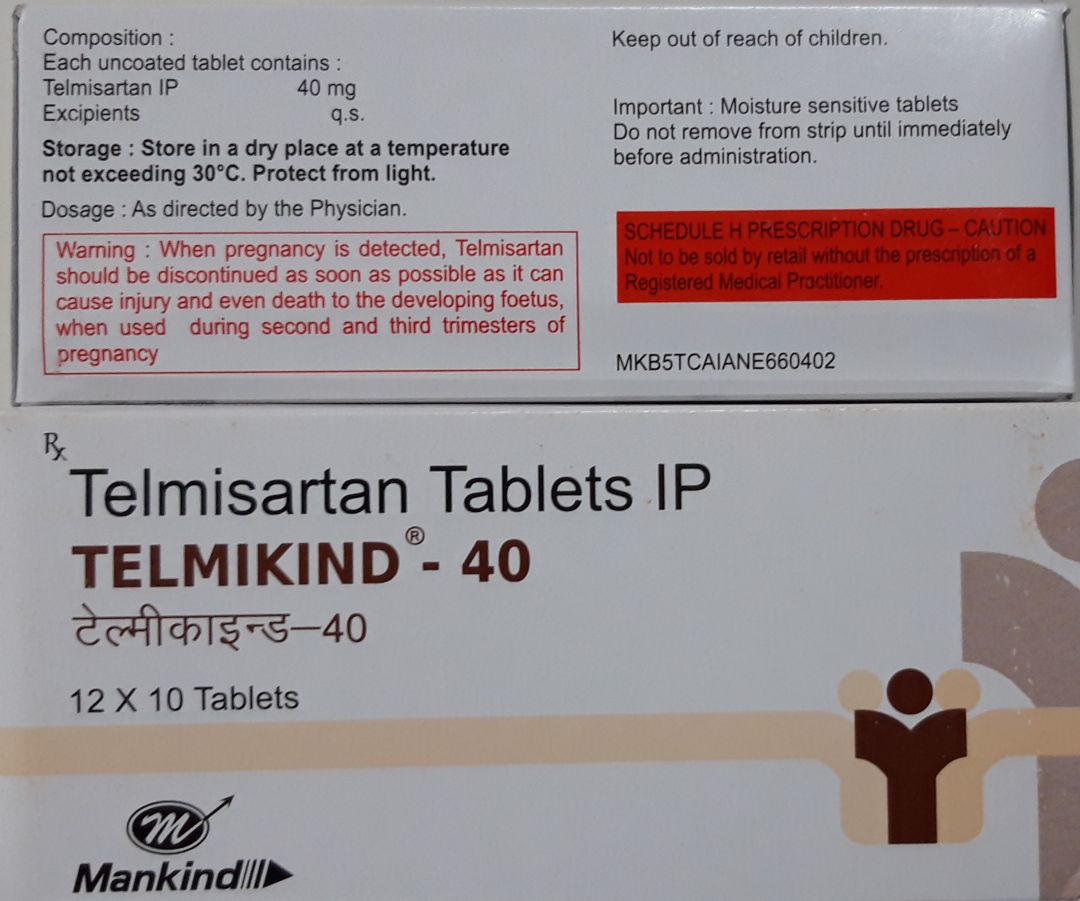 Composition :
Each uncoated tablet contains :
Telmisartan IP 40 mg
Excipients q.s.
Storage : Store in a dry place at a temperature
not exceeding 30°C. Protect from light.
Dosage : As directed by the Physician.
Warning : When pregnancy is detected, Telmisartan
should be discontinued as soon as possible as it can
cause injury and even death to the developing foetus,
when used during second and third trimesters of
pregnancy
Keep out of reach of children.
Important : Moisture sensitive tablets
Do not remove from strip until immediately
before administration.
SCHEDULE H PRESCRIPTION DRUG – CAUTION
Not to be sold by retail without the prescription of a
Registered Medical Practitioner.
MKB5TCAIANE660402
Rx
Telmisartan Tablets IP
TELMIKIND® - 40
टेल्मीकाइन्ड–40
12 X 10 Tablets
m
Mankind